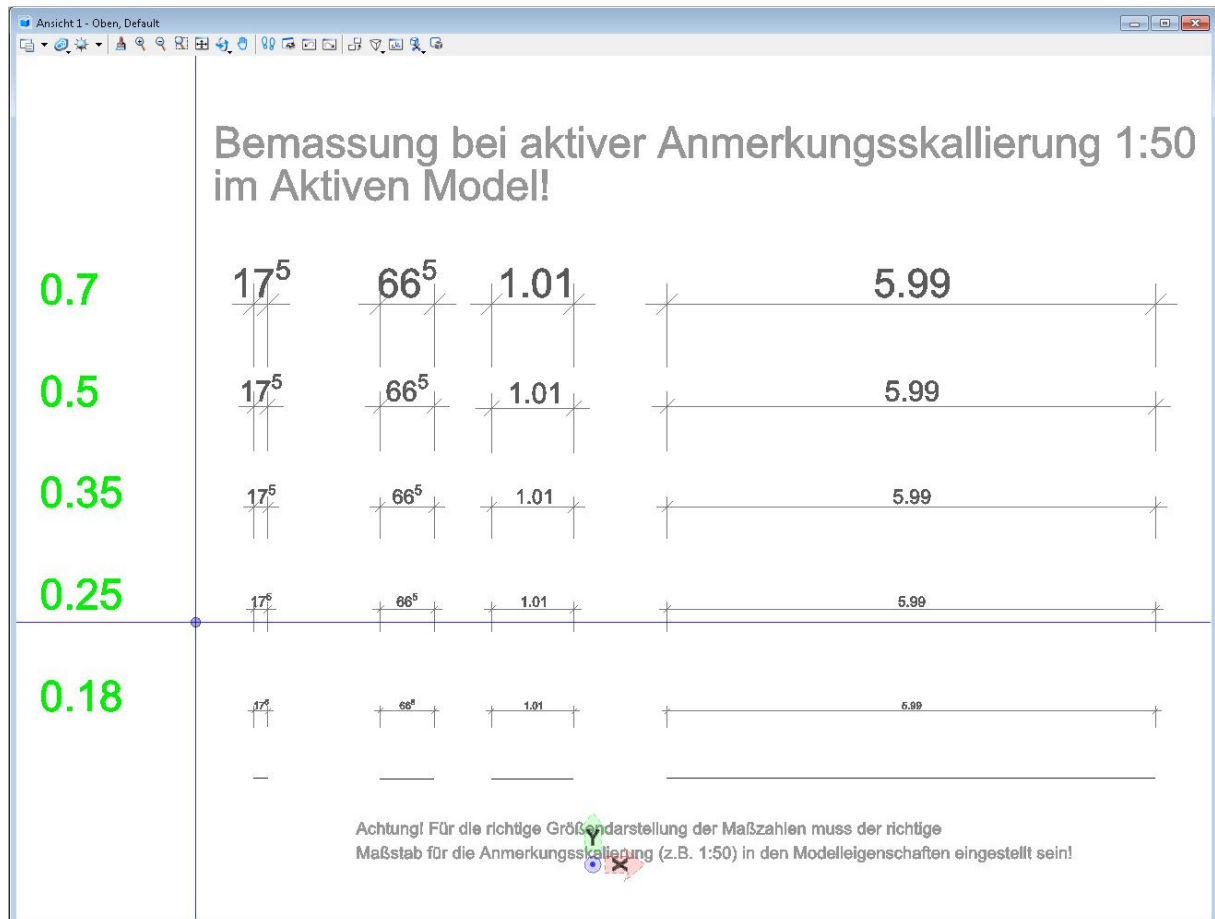 Ansicht 1 - Oben, Default
Bemassung bei aktiver Anmerkungsskallierung 1:50
im Aktiven Model!
0.7 17⁵ 66⁵ 1.01 5.99
0.5 17⁵ 66⁵ 1.01 5.99
0.35 17⁵ 66⁵ 1.01 5.99
0.25 17⁵ 66⁵ 1.01 5.99
0.18 17⁵ 66⁵ 1.01 5.99
Achtung! Für die richtige Größendarstellung der Maßzahlen muss der richtige
Maßstab für die Anmerkungsskalierung (z.B. 1:50) in den Modelleigenschaften eingestellt sein!
Y
X